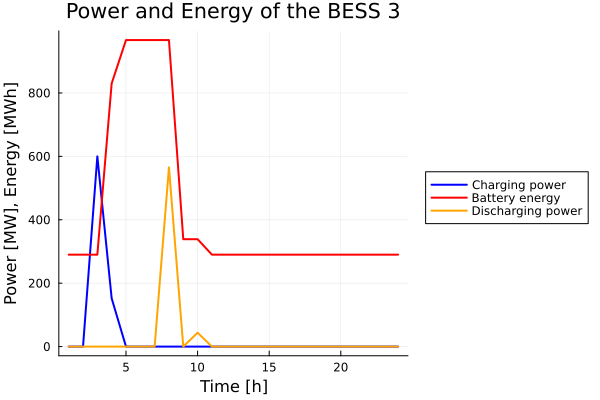 Power and Energy of the BESS 3
Power [MW], Energy [MWh]
800
600
400
200
0
5
10
15
20
Time [h]
Charging power
Battery energy
Discharging power